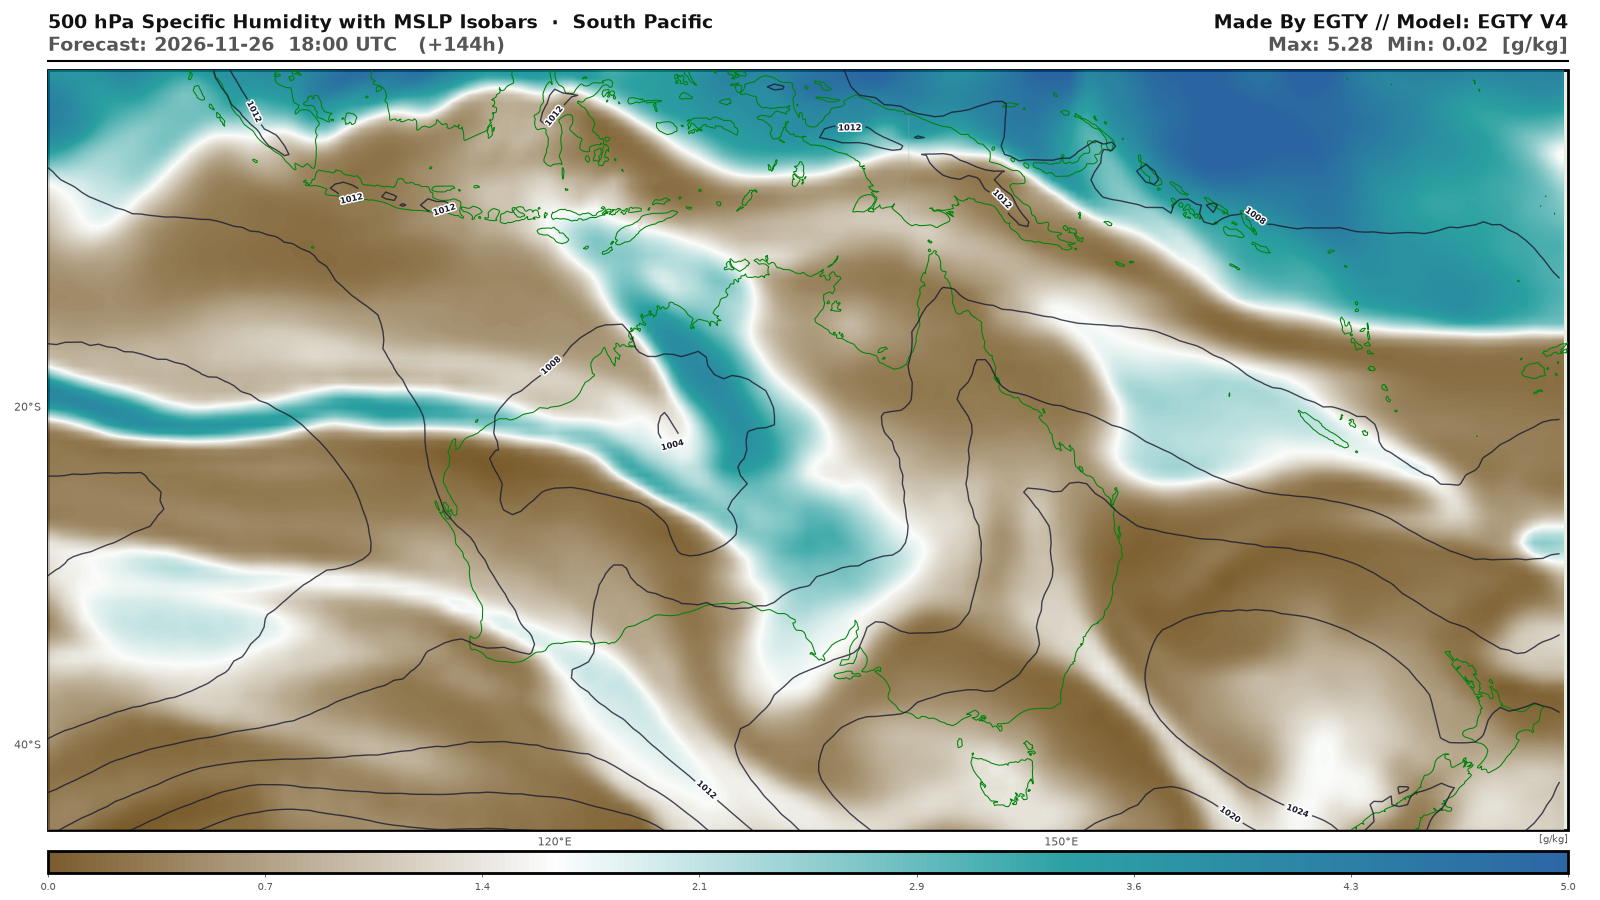 500 hPa Specific Humidity with MSLP Isobars · South Pacific
Made By EGTY // Model: EGTY V4
Forecast: 2026-11-26 18:00 UTC (+144h)
Max: 5.28 Min: 0.02 [g/kg]
1012
1012
1012
1012
1012
1012
1008
1008
20°S
1004
40°S
1012
1020
1024
120°E
150°E
[g/kg]
0.0
0.7
1.4
2.1
2.9
3.6
4.3
5.0